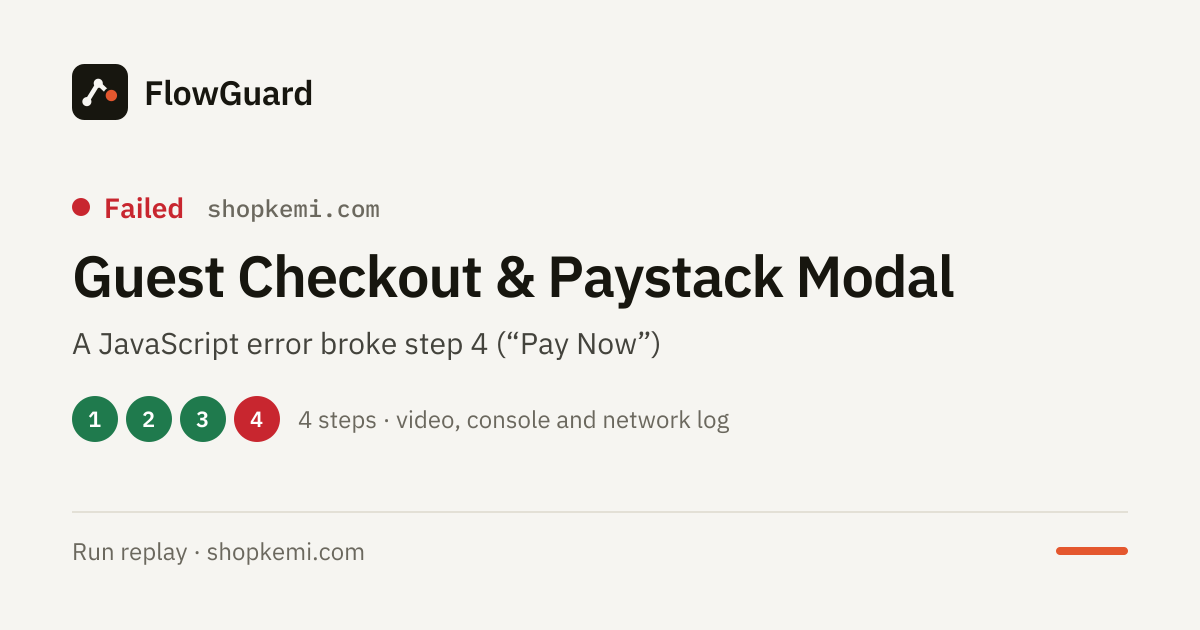 FlowGuard
Failed shopkemi.com
Guest Checkout & Paystack Modal
A JavaScript error broke step 4 (“Pay Now”)
1 2 3 4 4 steps · video, console and network log
Run replay · shopkemi.com